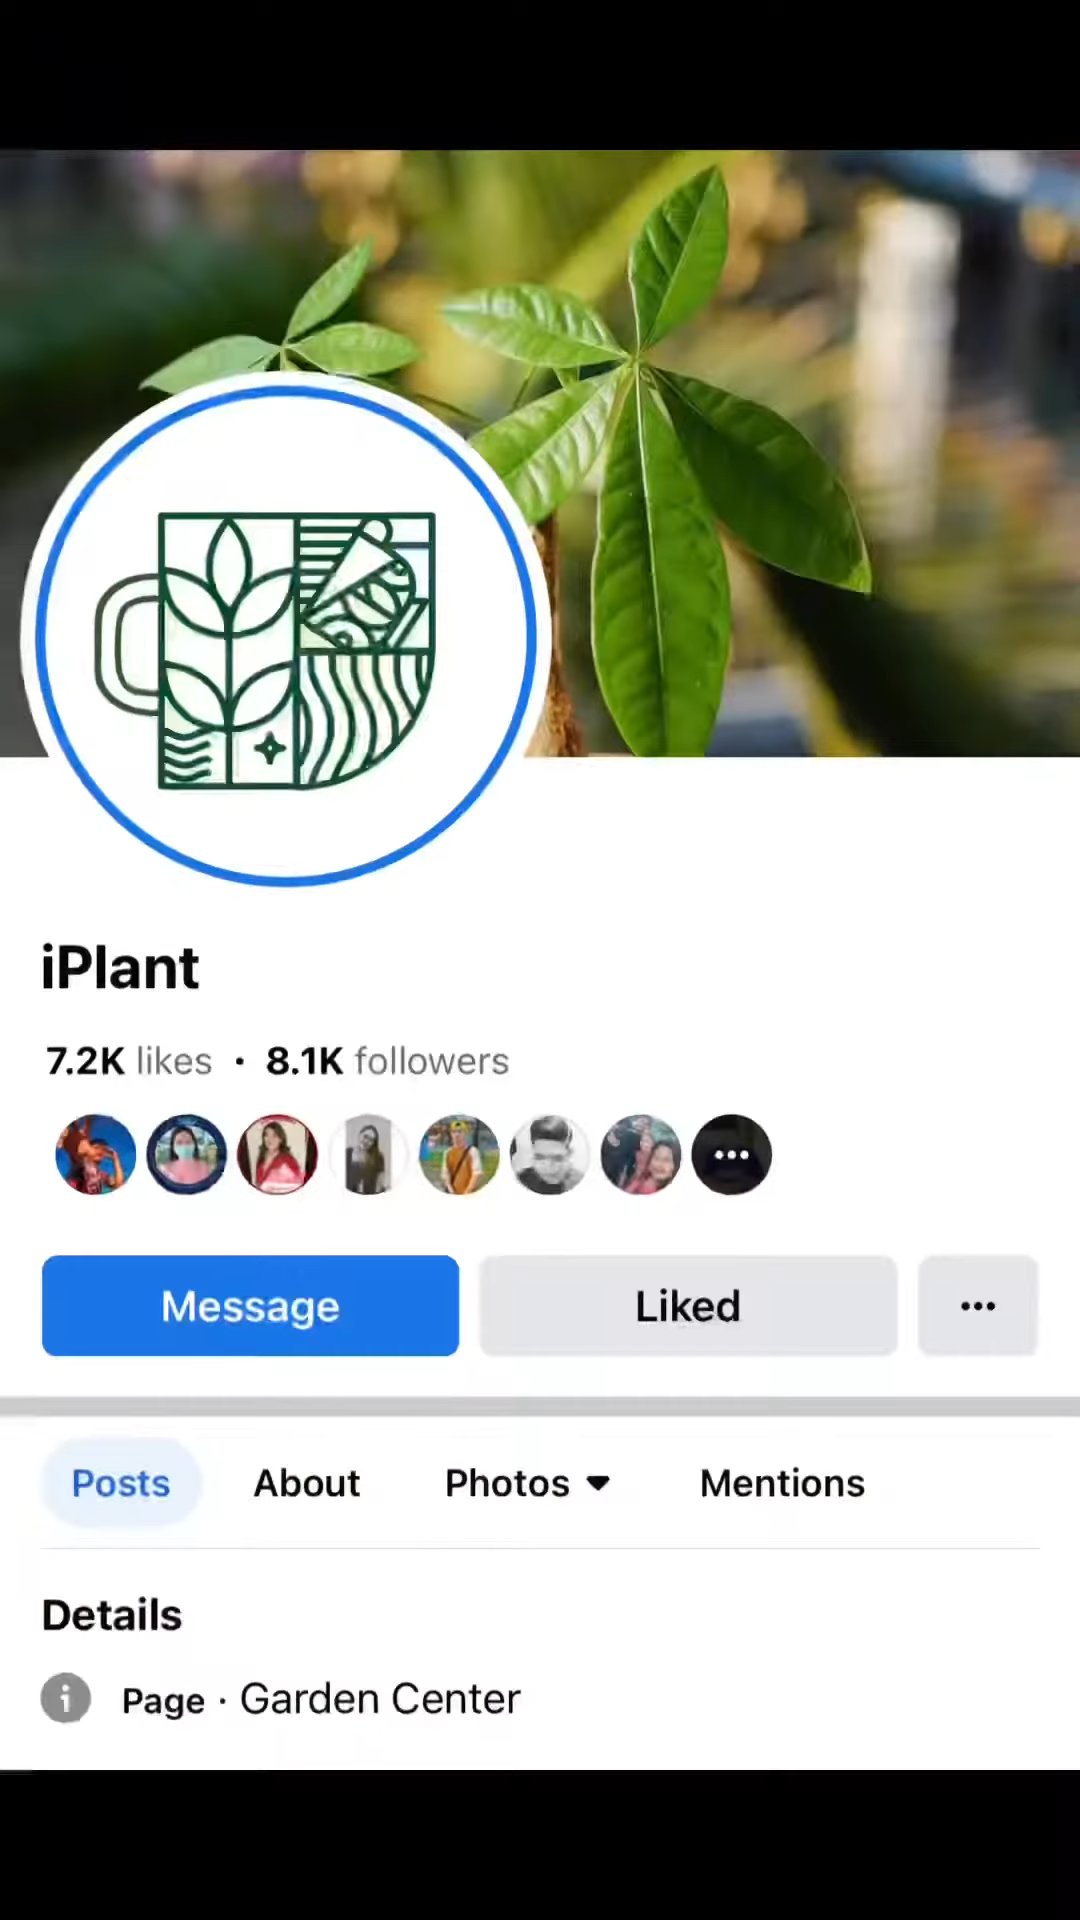 iPlant
7.2K likes · 8.1K followers
Message
Liked
Posts
About
Photos
Mentions
Details
Page · Garden Center